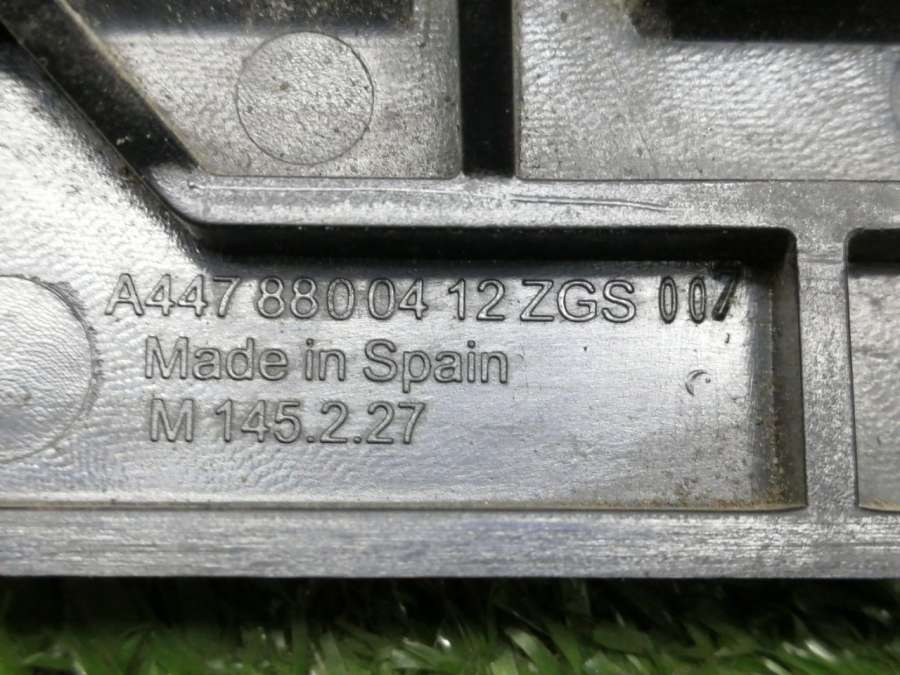 A447 880 04 12 ZGS 007
Made in Spain
M 145.2.27